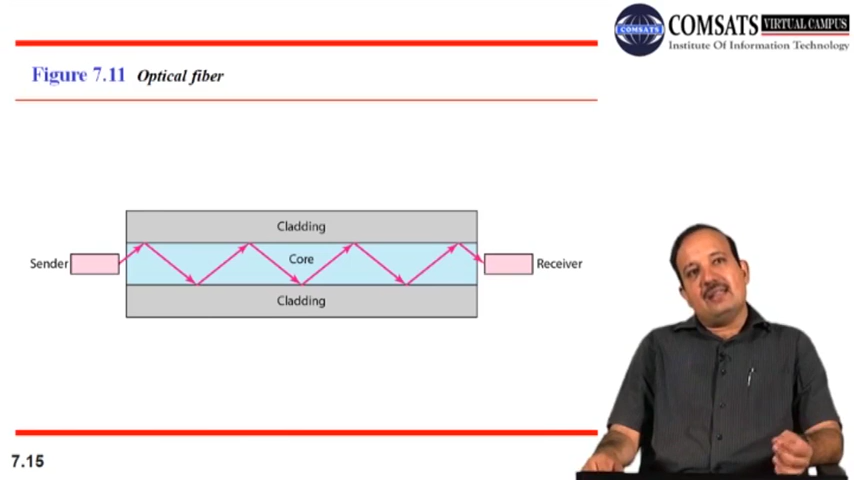 COMSATS
COMSATS VIRTUAL CAMPUS
Institute Of Information Technology
Figure 7.11 Optical fiber
Cladding
Core
Sender
Receiver
Cladding
7.15